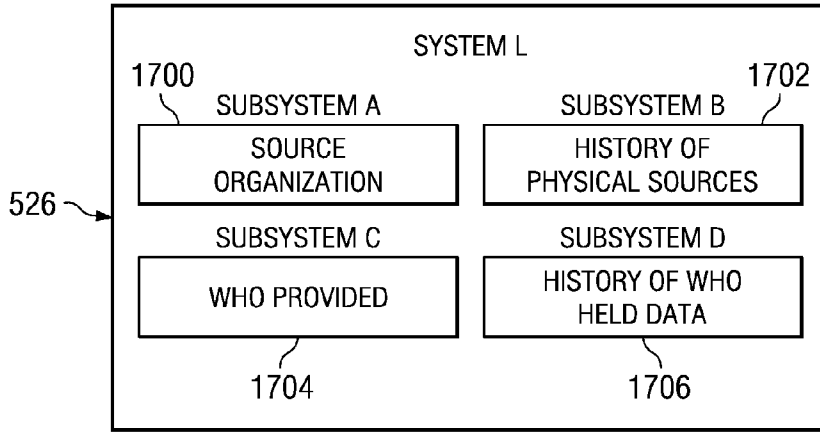 SYSTEM L
1700
1702
SUBSYSTEM A
SUBSYSTEM B
SOURCE
ORGANIZATION
HISTORY OF
PHYSICAL SOURCES
526
SUBSYSTEM C
SUBSYSTEM D
WHO PROVIDED
HISTORY OF WHO
HELD DATA
1704
1706